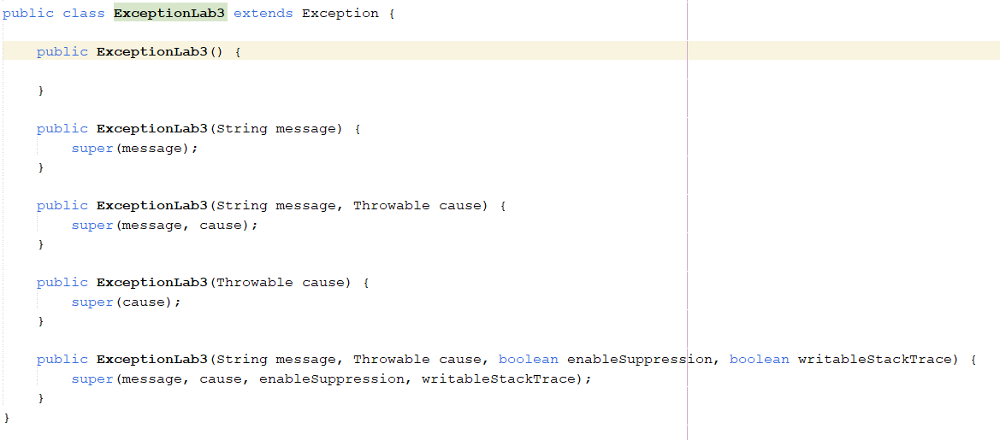 public class ExceptionLab3 extends Exception {
public ExceptionLab3() {
}
public ExceptionLab3(String message) {
super(message);
}
public ExceptionLab3(String message, Throwable cause) {
super(message, cause);
}
public ExceptionLab3(Throwable cause) {
super(cause);
}
public ExceptionLab3(String message, Throwable cause, boolean enableSuppression, boolean writableStackTrace) {
super(message, cause, enableSuppression, writableStackTrace);
}
}